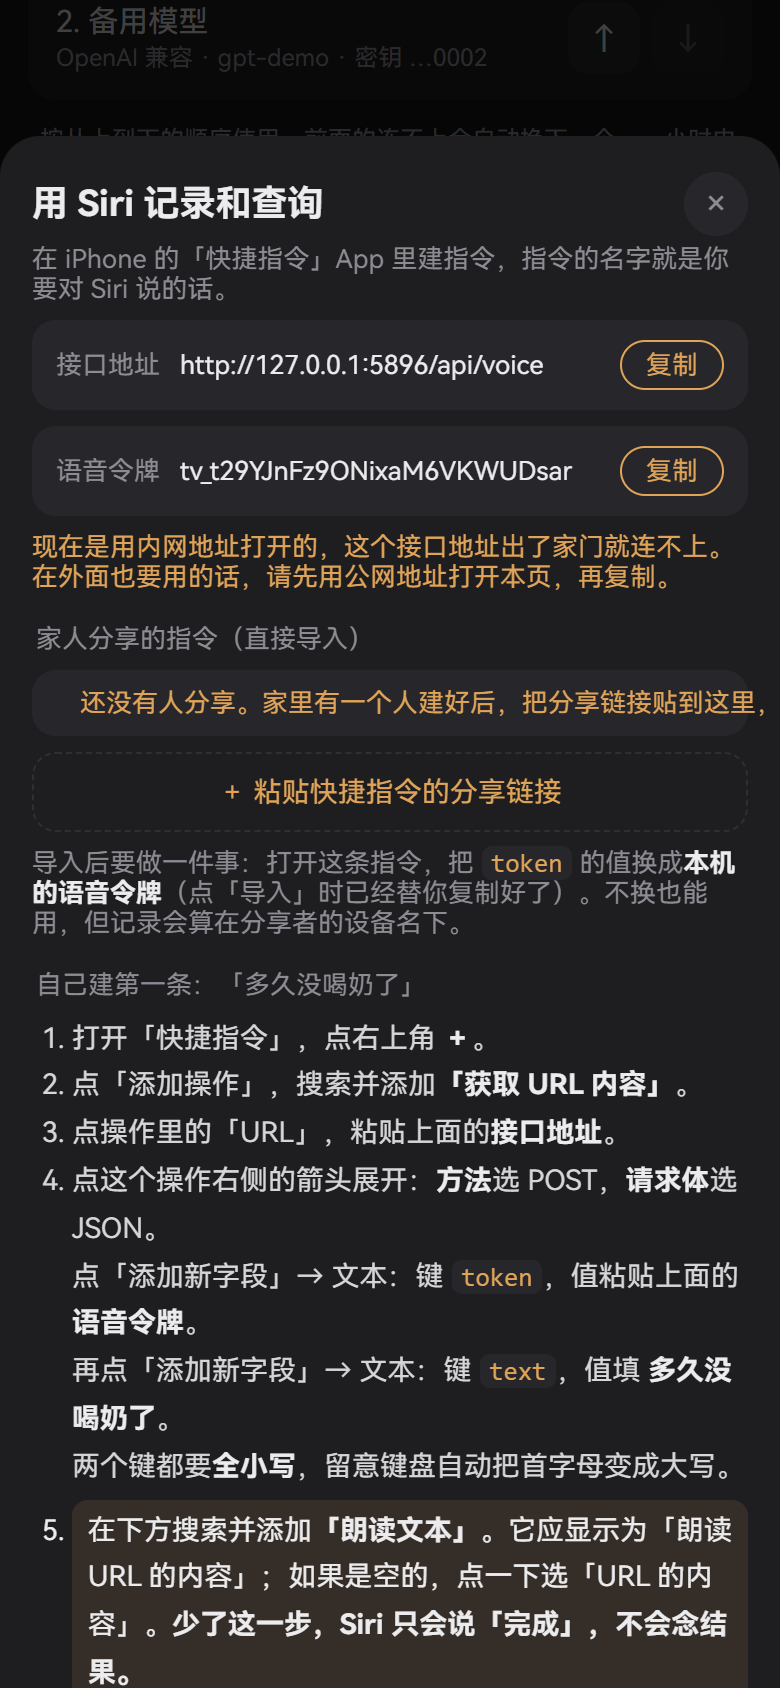 2. 备用模型
OpenAI 兼容 · gpt-demo · 密钥 …0002
↑
↓
用 Siri 记录和查询
×
在 iPhone 的「快捷指令」App 里建指令，指令的名字就是你
要对 Siri 说的话。
接口地址 http://127.0.0.1:5896/api/voice 复制
语音令牌 tv_t29YJnFz9ONixaM6VKWUDsar 复制
现在是用内网地址打开的，这个接口地址出了家门就连不上。
在外面也要用的话，请先用公网地址打开本页，再复制。
家人分享的指令（直接导入）
还没有人分享。家里有一个人建好后，把分享链接贴到这里，
+ 粘贴快捷指令的分享链接
导入后要做一件事：打开这条指令，把 token 的值换成本机
的语音令牌（点「导入」时已经替你复制好了）。不换也能
用，但记录会算在分享者的设备名下。
自己建第一条：「多久没喝奶了」
1. 打开「快捷指令」，点右上角 +。
2. 点「添加操作」，搜索并添加「获取 URL 内容」。
3. 点操作里的「URL」，粘贴上面的接口地址。
4. 点这个操作右侧的箭头展开：方法选 POST，请求体选
JSON。
点「添加新字段」→ 文本：键 token，值粘贴上面的
语音令牌。
再点「添加新字段」→ 文本：键 text，值填 多久没
喝奶了。
两个键都要全小写，留意键盘自动把首字母变成大写。
5. 在下方搜索并添加「朗读文本」。它应显示为「朗读
URL 的内容」；如果是空的，点一下选「URL 的内
容」。少了这一步，Siri 只会说「完成」，不会念结
果。